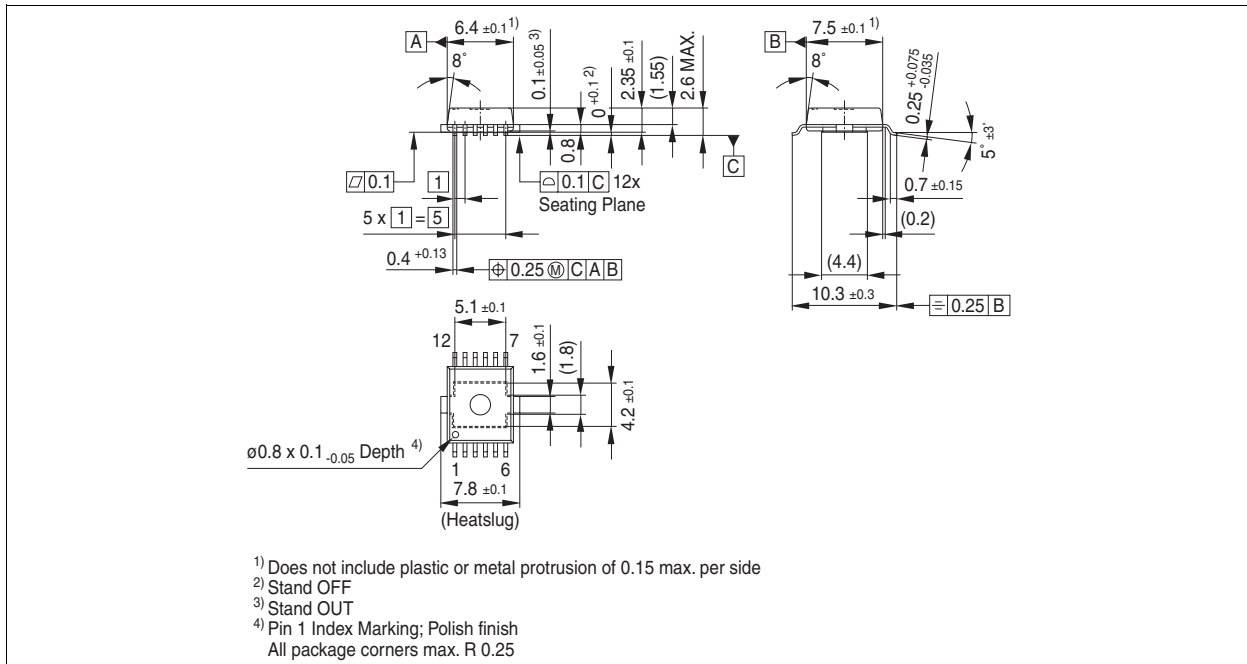 6.4 ±0.1 1)
A
8°
0.1±0.05 3)
0 +0.1 2)
2.35 ±0.1
(1.55)
2.6 MAX.
0.8
C
⏥ 0.1
1
⌓ 0.1 C 12x
Seating Plane
5 x 1 = 5
0.4 +0.13
⌖ 0.25 Ⓜ C A B
7.5 ±0.1 1)
B
8°
0.25 +0.075 -0.035
5° ±3°
0.7 ±0.15
(0.2)
(4.4)
10.3 ±0.3
⌯ 0.25 B
5.1 ±0.1
12
7
1.6 ±0.1
(1.8)
4.2 ±0.1
ø0.8 x 0.1 -0.05 Depth 4)
1
6
7.8 ±0.1
(Heatslug)
1) Does not include plastic or metal protrusion of 0.15 max. per side
2) Stand OFF
3) Stand OUT
4) Pin 1 Index Marking; Polish finish
All package corners max. R 0.25